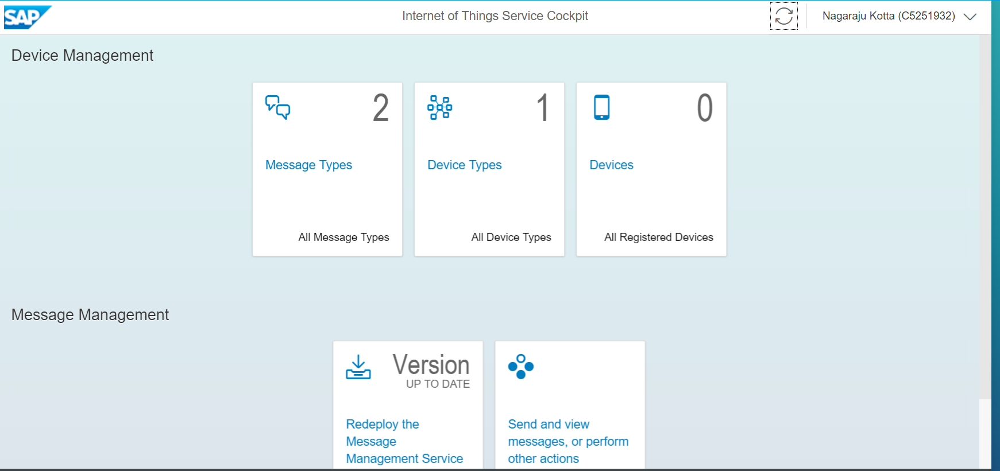 SAP
Internet of Things Service Cockpit
Nagaraju Kotta (C5251932)
Device Management
2
Message Types
All Message Types
1
Device Types
All Device Types
0
Devices
All Registered Devices
Message Management
Version
UP TO DATE
Redeploy the
Message
Management Service
Send and view
messages, or perform
other actions